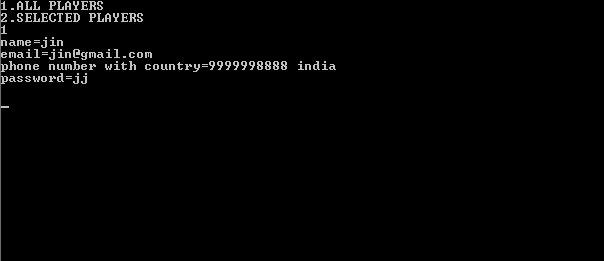 1.ALL PLAYERS
2.SELECTED PLAYERS
1
name=jin
email=jin@gmail.com
phone number with country=9999998888 india
password=jj